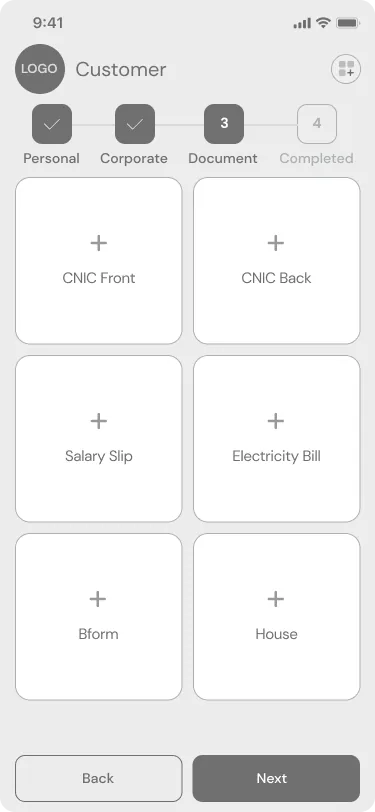 9:41
LOGO
Customer
3
4
Personal
Corporate
Document
Completed
CNIC Front
CNIC Back
Salary Slip
Electricity Bill
Bform
House
Back
Next